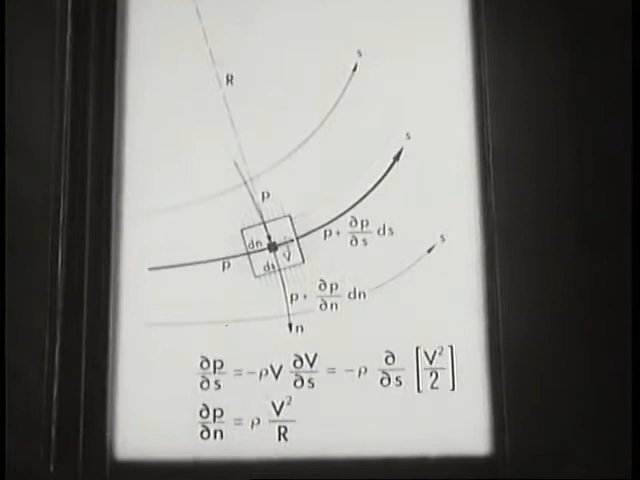 s
R
s
p
s
dn
V
p + ∂p/∂s ds
p
ds
p + ∂p/∂n dn
n
∂p/∂s = -ρV ∂V/∂s = -ρ ∂/∂s [V²/2]
∂p/∂n = ρ V²/R